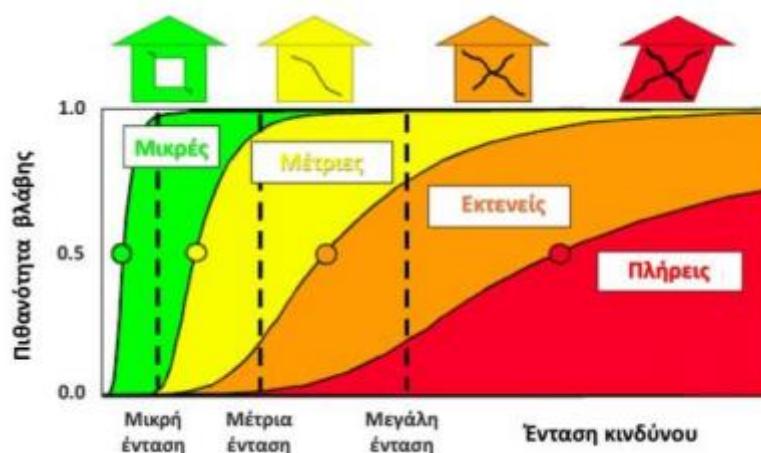 1.0
Μικρές
Μέτριες
Εκτενείς
Πλήρεις
0.5
0.0
Πιθανότητα βλάβης
Μικρή
ένταση
Μέτρια
ένταση
Μεγάλη
ένταση
Ένταση κινδύνου